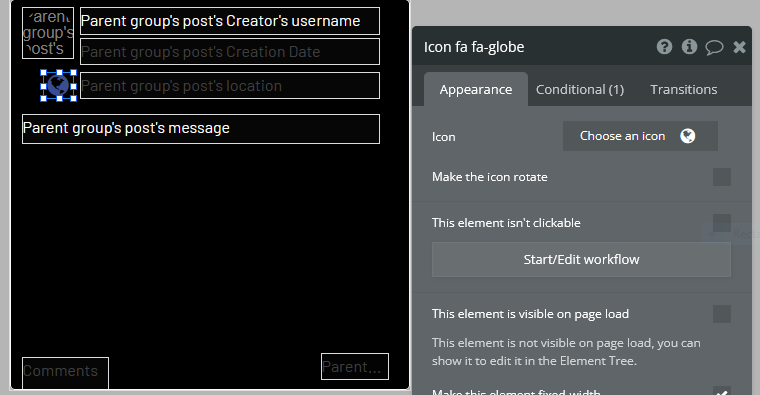 Parent
group's
post's
Parent group's post's Creator's username
Parent group's post's Creation Date
Parent group's post's location
Parent group's post's message
Comments
Parent...
Icon fa fa-globe
Appearance
Conditional (1)
Transitions
Icon
Choose an icon
Make the icon rotate
This element isn't clickable
Start/Edit workflow
This element is visible on page load
This element is not visible on page load, you can
show it to edit it in the Element Tree.
Make this element fixed-width